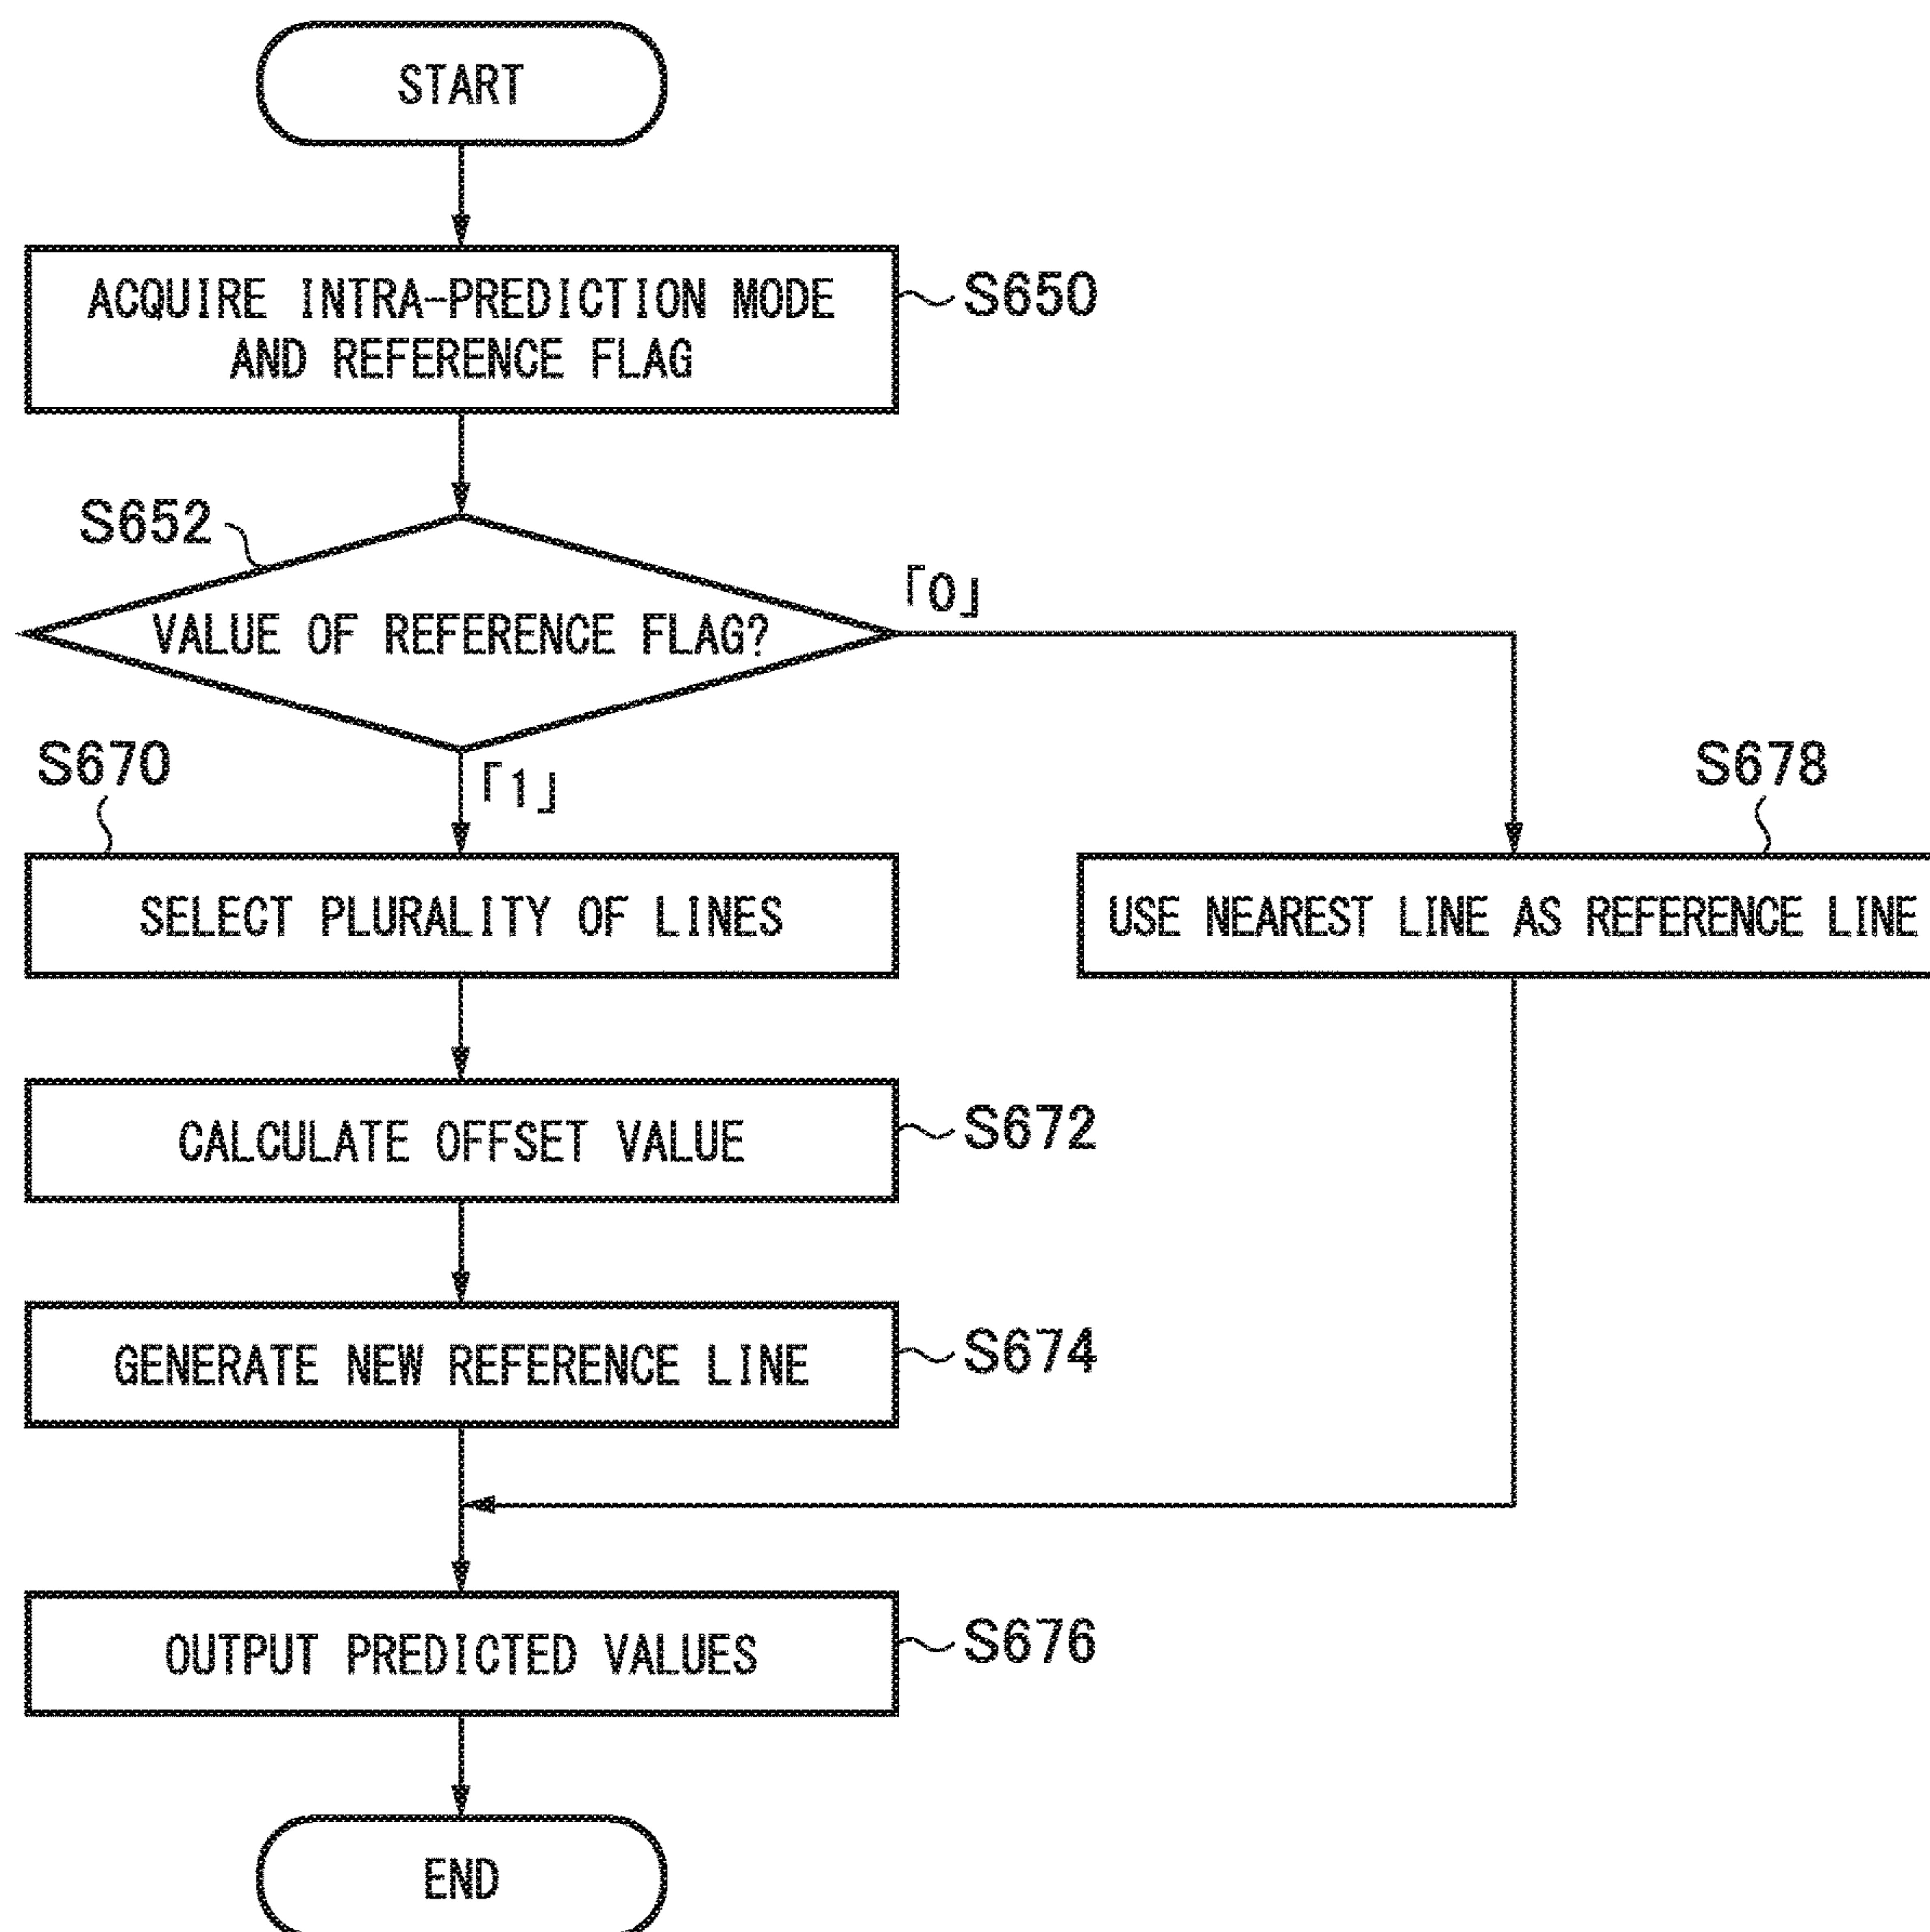 START
ACQUIRE INTRA-PREDICTION MODE
AND REFERENCE FLAG
S650
S652
VALUE OF REFERENCE FLAG?
「0」
「1」
S670
SELECT PLURALITY OF LINES
S678
USE NEAREST LINE AS REFERENCE LINE
CALCULATE OFFSET VALUE
S672
GENERATE NEW REFERENCE LINE
S674
OUTPUT PREDICTED VALUES
S676
END